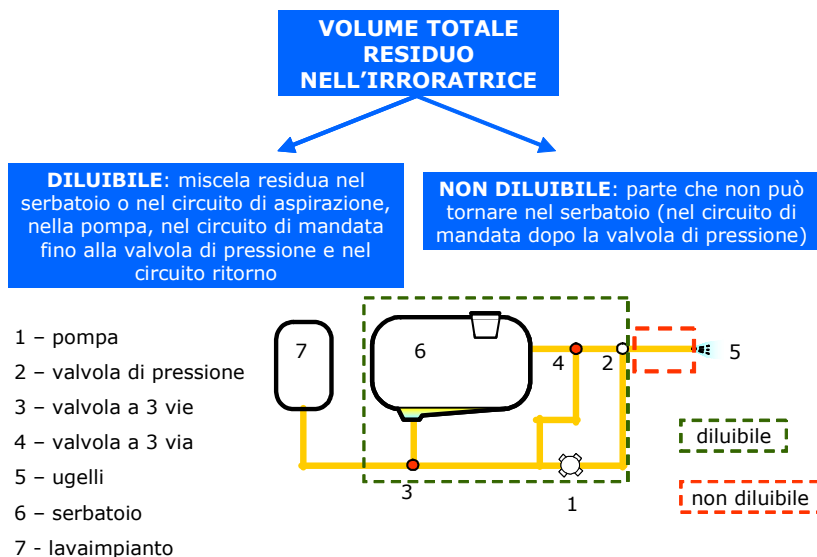 VOLUME TOTALE
RESIDUO
NELL'IRRORATRICE
DILUIBILE: miscela residua nel
serbatoio o nel circuito di aspirazione,
nella pompa, nel circuito di mandata
fino alla valvola di pressione e nel
circuito ritorno
NON DILUIBILE: parte che non può
tornare nel serbatoio (nel circuito di
mandata dopo la valvola di pressione)
1 – pompa
2 – valvola di pressione
3 – valvola a 3 vie
4 – valvola a 3 via
5 – ugelli
6 – serbatoio
7 - lavaimpianto
7
6
4
2
5
3
1
diluibile
non diluibile